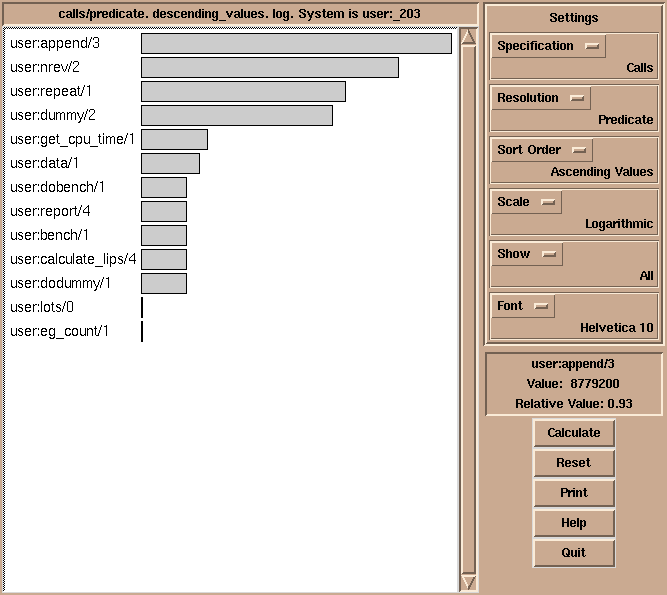 calls/predicate. descending_values. log. System is user:_203
user:append/3
user:nrev/2
user:repeat/1
user:dummy/2
user:get_cpu_time/1
user:data/1
user:dobench/1
user:report/4
user:bench/1
user:calculate_lips/4
user:dodummy/1
user:lots/0
user:eg_count/1
Settings
Specification
Calls
Resolution
Predicate
Sort Order
Ascending Values
Scale
Logarithmic
Show
All
Font
Helvetica 10
user:append/3
Value: 8779200
Relative Value: 0.93
Calculate
Reset
Print
Help
Quit